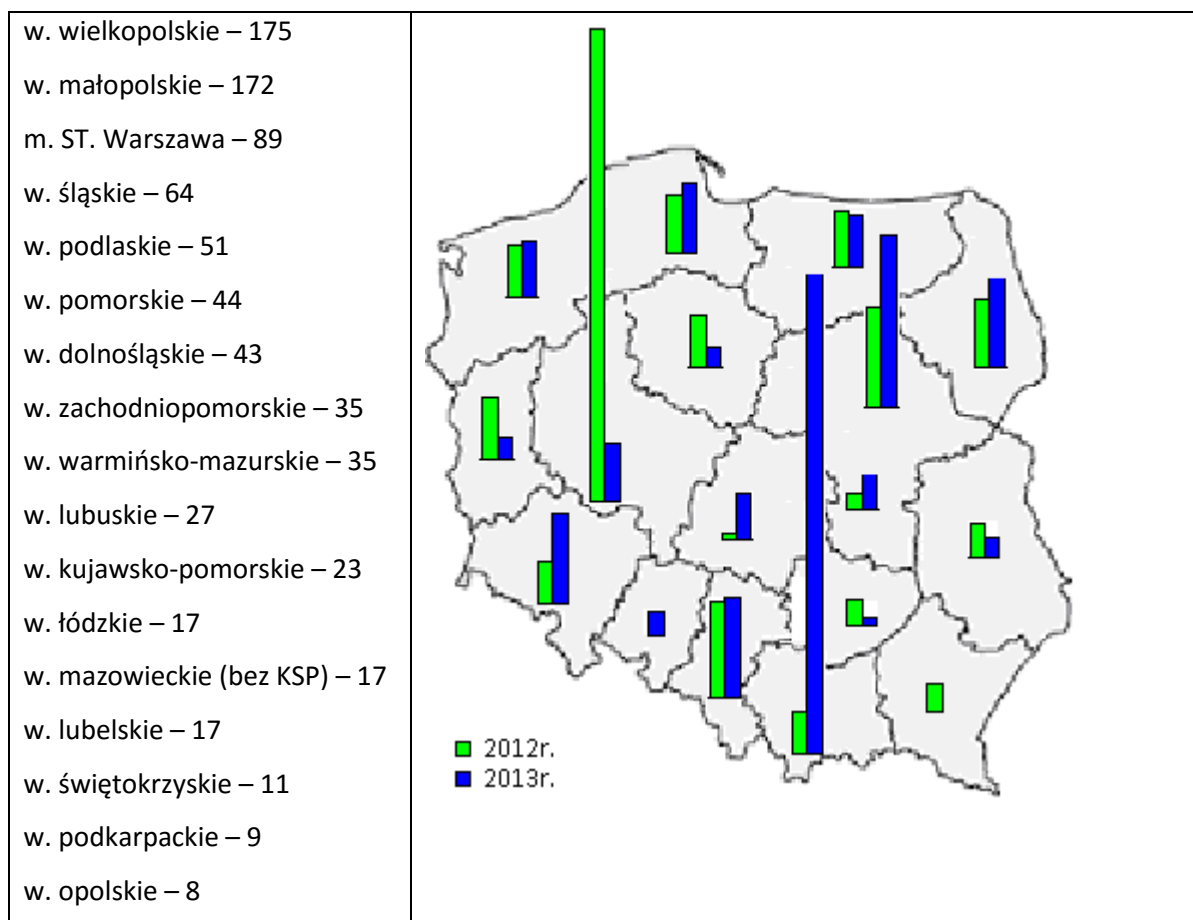 w. wielkopolskie – 175
w. małopolskie – 172
m. ST. Warszawa – 89
w. śląskie – 64
w. podlaskie – 51
w. pomorskie – 44
w. dolnośląskie – 43
w. zachodniopomorskie – 35
w. warmińsko-mazurskie – 35
w. lubuskie – 27
w. kujawsko-pomorskie – 23
w. łódzkie – 17
w. mazowieckie (bez KSP) – 17
w. lubelskie – 17
w. świętokrzyskie – 11
w. podkarpackie – 9
w. opolskie – 8
2012r.
2013r.